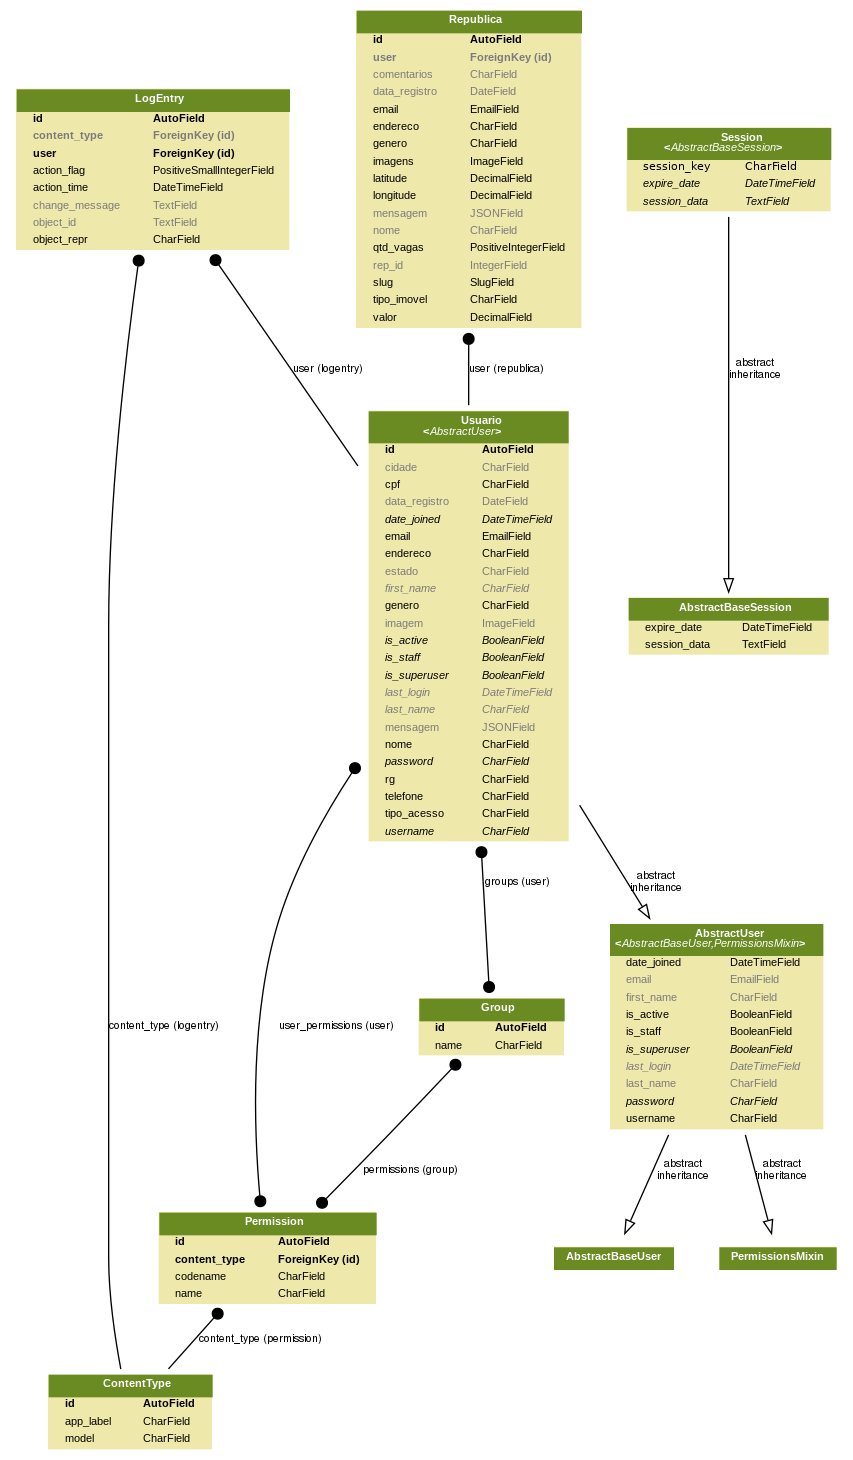 Republica
id AutoField
user ForeignKey (id)
comentarios CharField
data_registro DateField
email EmailField
endereco CharField
genero CharField
imagens ImageField
latitude DecimalField
longitude DecimalField
mensagem JSONField
nome CharField
qtd_vagas PositiveIntegerField
rep_id IntegerField
slug SlugField
tipo_imovel CharField
valor DecimalField
LogEntry
id AutoField
content_type ForeignKey (id)
user ForeignKey (id)
action_flag PositiveSmallIntegerField
action_time DateTimeField
change_message TextField
object_id TextField
object_repr CharField
Session
<AbstractBaseSession>
session_key CharField
expire_date DateTimeField
session_data TextField
user (logentry)
user (republica)
abstract
inheritance
Usuario
<AbstractUser>
id AutoField
cidade CharField
cpf CharField
data_registro DateField
date_joined DateTimeField
email EmailField
endereco CharField
estado CharField
first_name CharField
genero CharField
imagem ImageField
is_active BooleanField
is_staff BooleanField
is_superuser BooleanField
last_login DateTimeField
last_name CharField
mensagem JSONField
nome CharField
password CharField
rg CharField
telefone CharField
tipo_acesso CharField
username CharField
AbstractBaseSession
expire_date DateTimeField
session_data TextField
groups (user)
abstract
inheritance
AbstractUser
<AbstractBaseUser,PermissionsMixin>
date_joined DateTimeField
email EmailField
first_name CharField
is_active BooleanField
is_staff BooleanField
is_superuser BooleanField
last_login DateTimeField
last_name CharField
password CharField
username CharField
Group
id AutoField
name CharField
content_type (logentry)
user_permissions (user)
permissions (group)
abstract
inheritance
abstract
inheritance
Permission
id AutoField
content_type ForeignKey (id)
codename CharField
name CharField
AbstractBaseUser
PermissionsMixin
content_type (permission)
ContentType
id AutoField
app_label CharField
model CharField